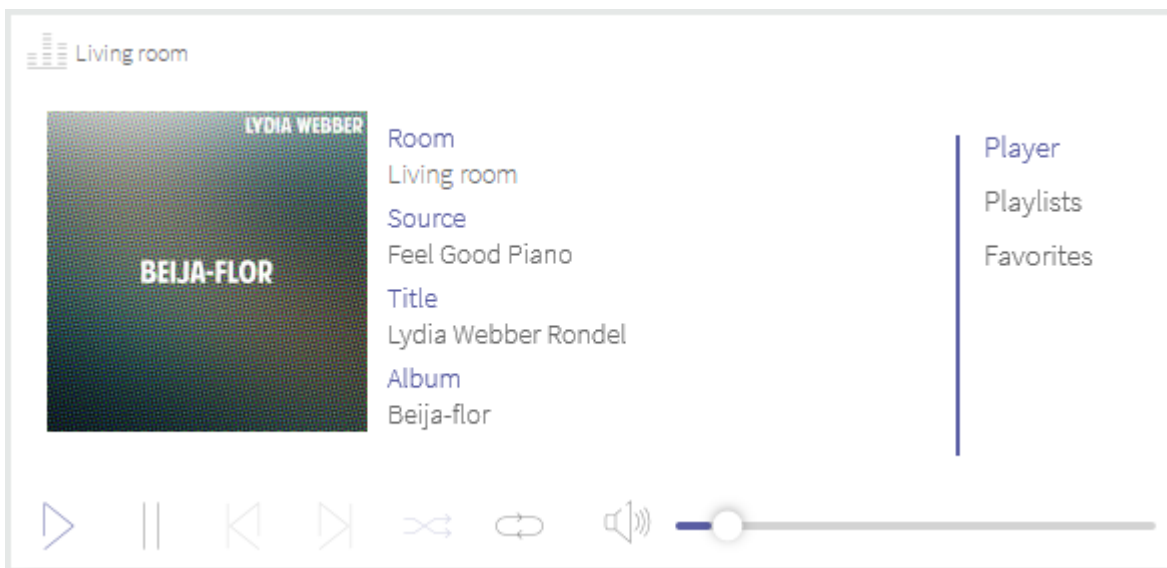 Living room
LYDIA WEBBER
BEIJA-FLOR
Room
Living room
Source
Feel Good Piano
Title
Lydia Webber Rondel
Album
Beija-flor
Player
Playlists
Favorites